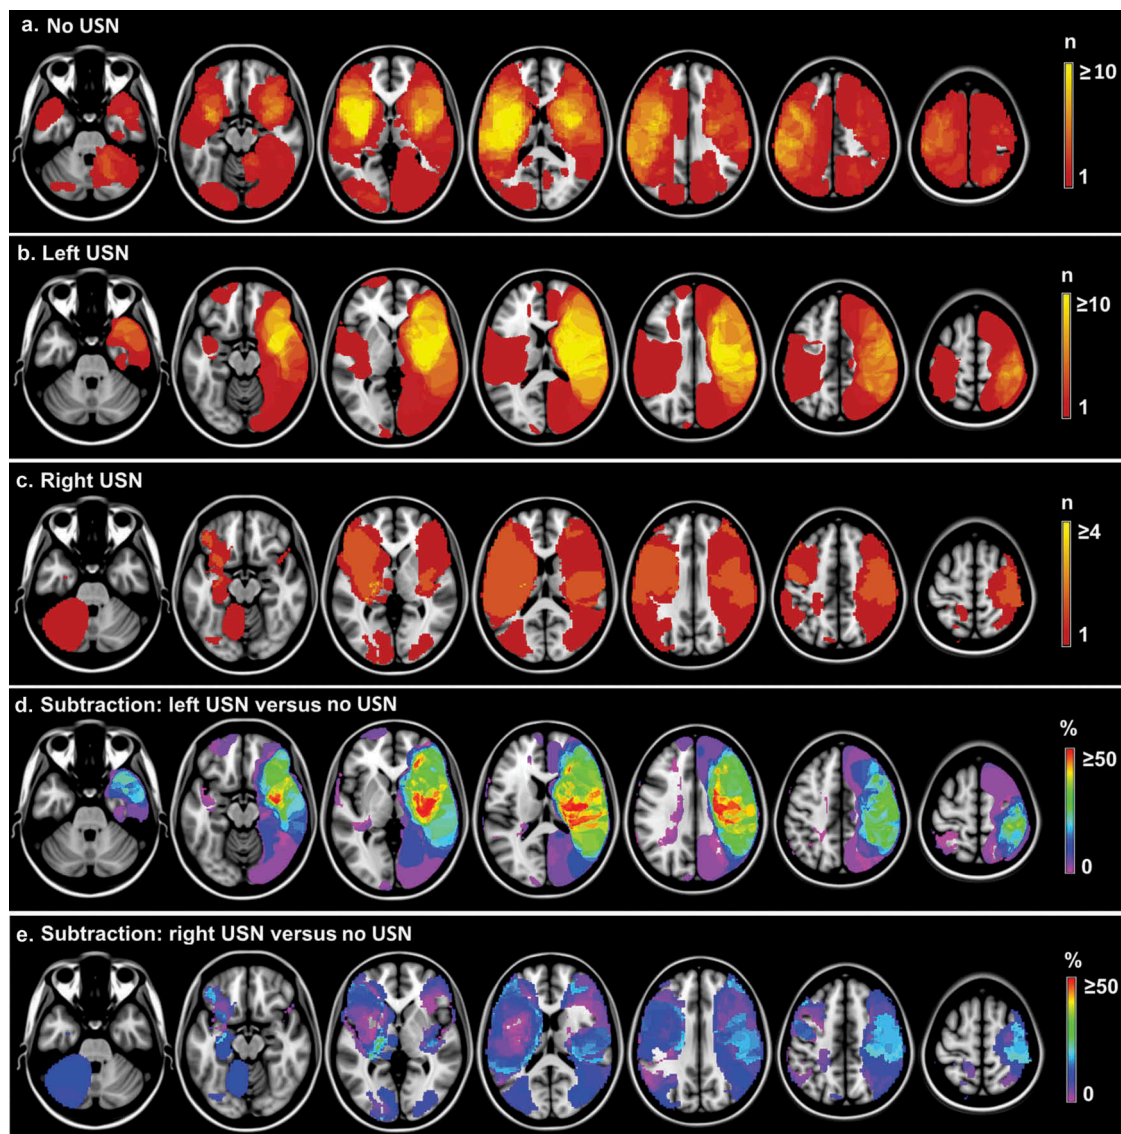 a. No USN
n
≥10
1
b. Left USN
n
≥10
1
c. Right USN
n
≥4
1
d. Subtraction: left USN versus no USN
%
≥50
0
e. Subtraction: right USN versus no USN
%
≥50
0